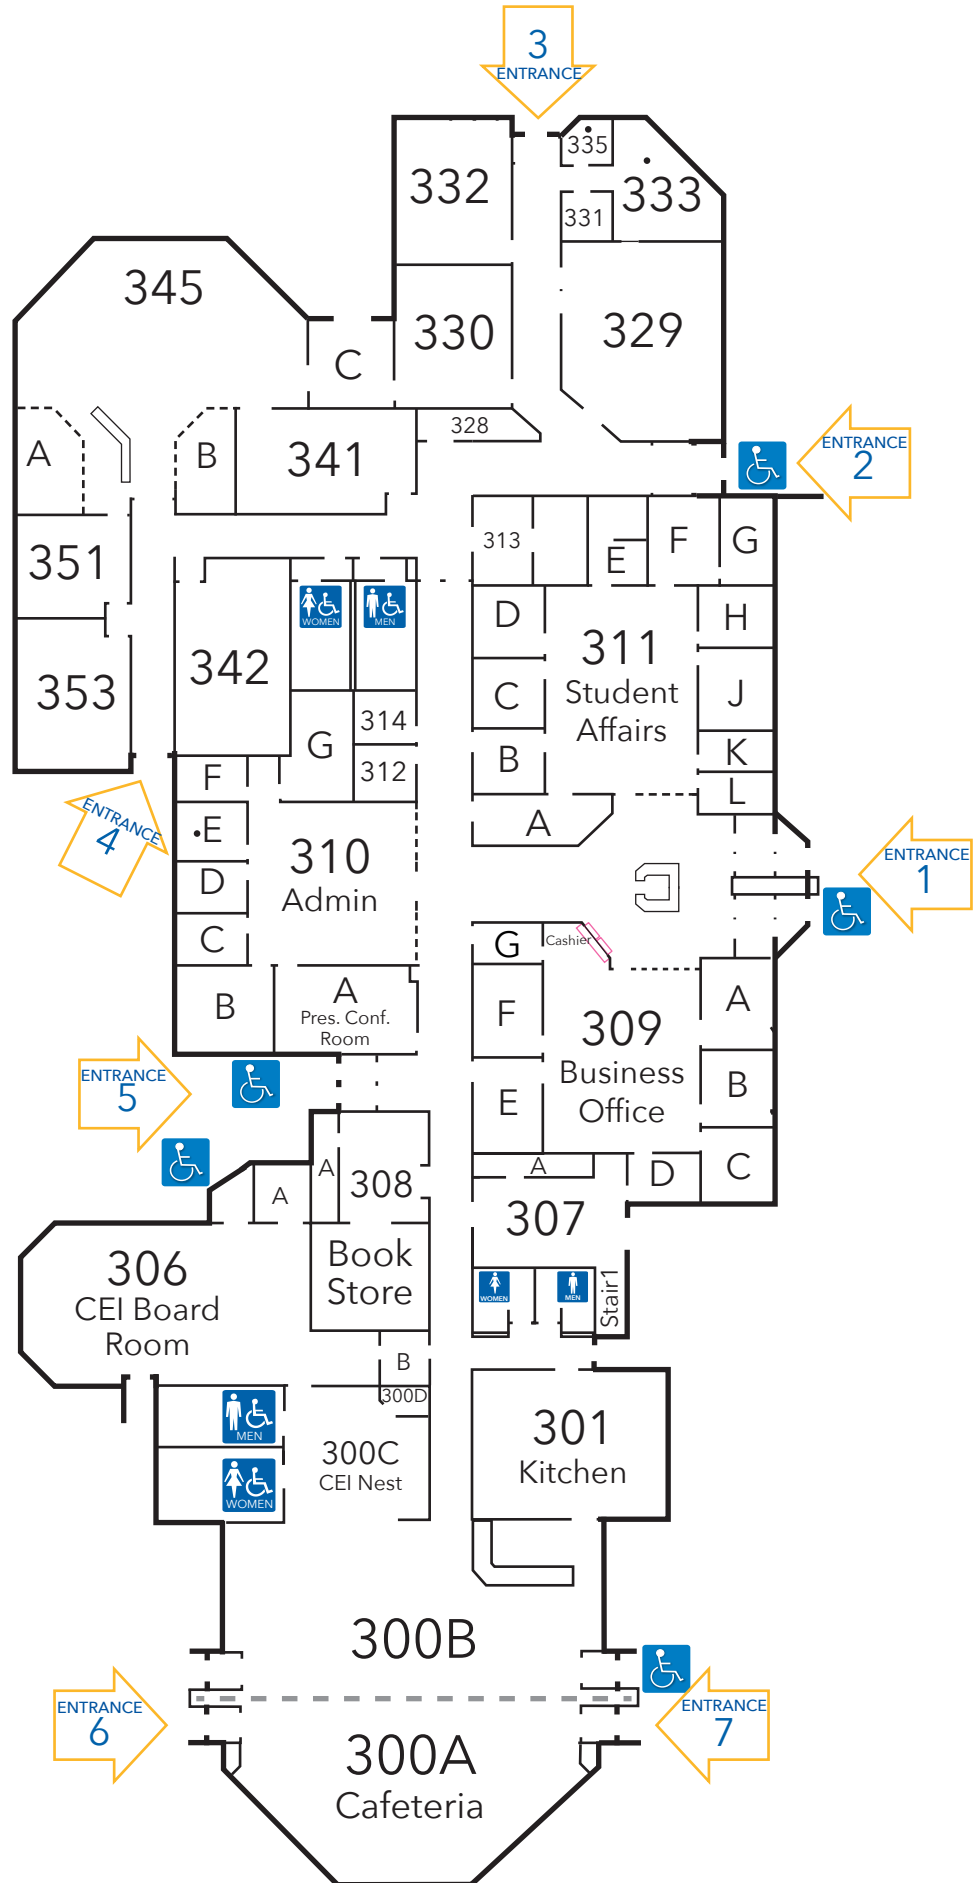 3
ENTRANCE
335
332
333
331
345
330
329
C
328
ENTRANCE
2
A
B
341
313
E
F
G
351
WOMEN
MEN
D
H
342
311
Student
Affairs
353
C
J
314
G
B
K
312
F
L
ENTRANCE
4
E
A
310
Admin
ENTRANCE
1
D
C
G
Cashier
B
A
Pres. Conf.
Room
F
309
Business
Office
A
ENTRANCE
5
E
B
A
308
A
D
C
A
307
306
CEI Board
Room
Book
Store
WOMEN
MEN
Stair1
B
300D
MEN
300C
CEI Nest
301
Kitchen
WOMEN
300B
ENTRANCE
6
ENTRANCE
7
300A
Cafeteria